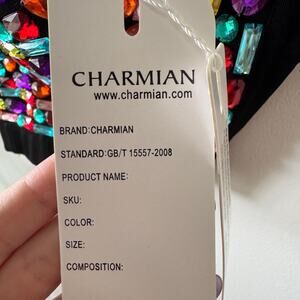 CHARMIAN
www.charmian.com
BRAND:CHARMIAN
STANDARD:GB/T 15557-2008
PRODUCT NAME:
SKU:
COLOR:
SIZE:
COMPOSITION: